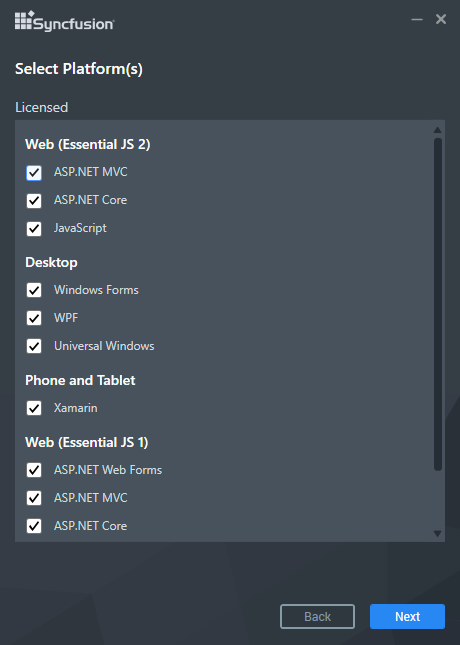 Syncfusion
Select Platform(s)
Licensed
Web (Essential JS 2)
ASP.NET MVC
ASP.NET Core
JavaScript
Desktop
Windows Forms
WPF
Universal Windows
Phone and Tablet
Xamarin
Web (Essential JS 1)
ASP.NET Web Forms
ASP.NET MVC
ASP.NET Core
Back Next